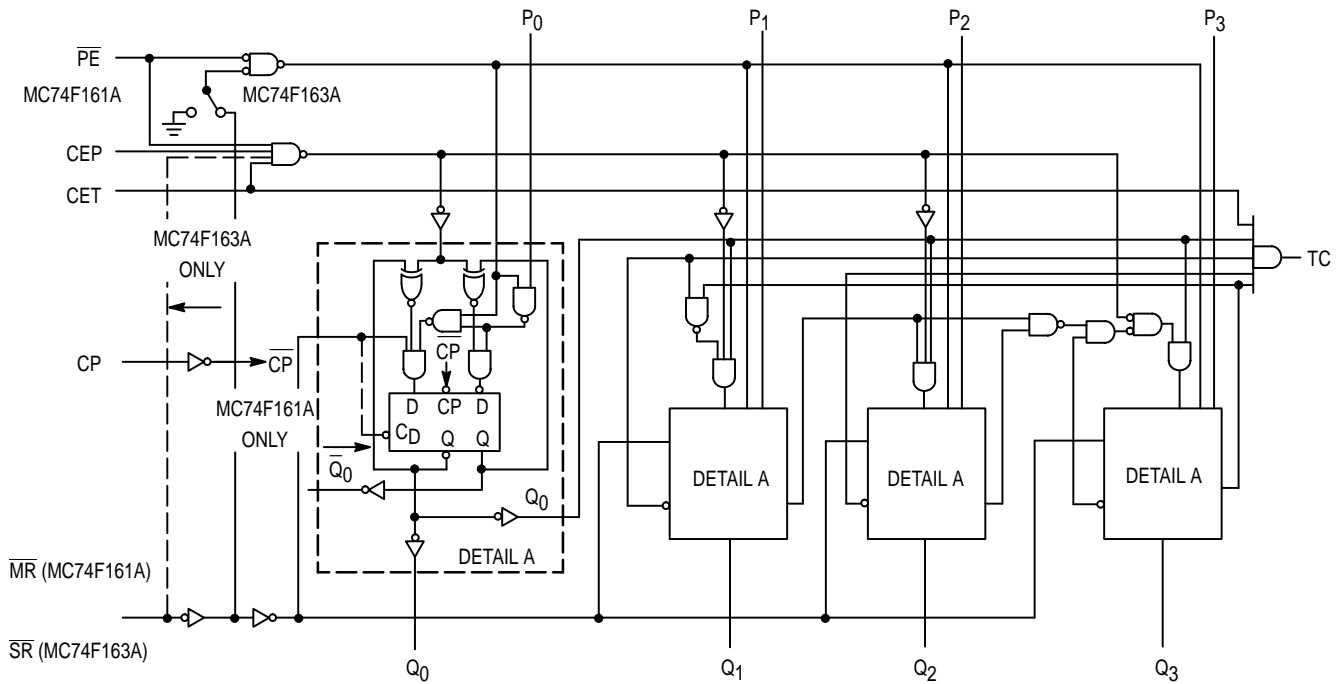 P0
P1
P2
P3
PE
MC74F161A
MC74F163A
CEP
CET
MC74F163A
ONLY
TC
CP
CP
CP
MC74F161A
ONLY
D
CP
D
CD
Q
Q
Q0
Q0
DETAIL A
DETAIL A
DETAIL A
DETAIL A
MR (MC74F161A)
SR (MC74F163A)
Q0
Q1
Q2
Q3